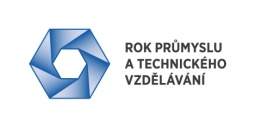 ROK PRŮMYSLU
A TECHNICKÉHO
VZDĚLÁVÁNÍ